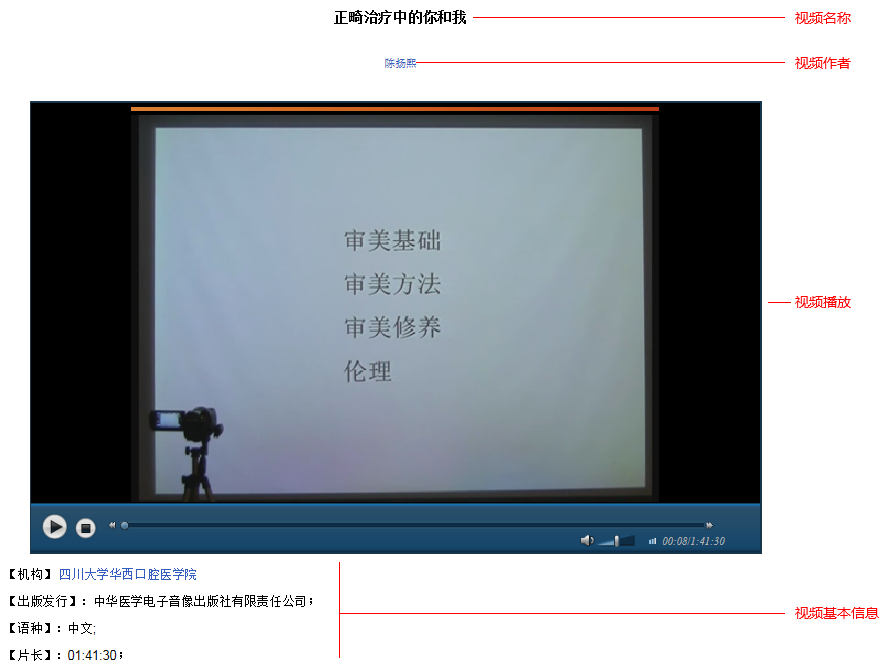 正畸治疗中的你和我
视频名称
陈扬熙
视频作者
审美基础
审美方法
审美修养
伦理
视频播放
00:08/1:41:30
【机构】 四川大学华西口腔医学院
【出版发行】：中华医学电子音像出版社有限责任公司；
视频基本信息
【语种】：中文;
【片长】：01:41:30；